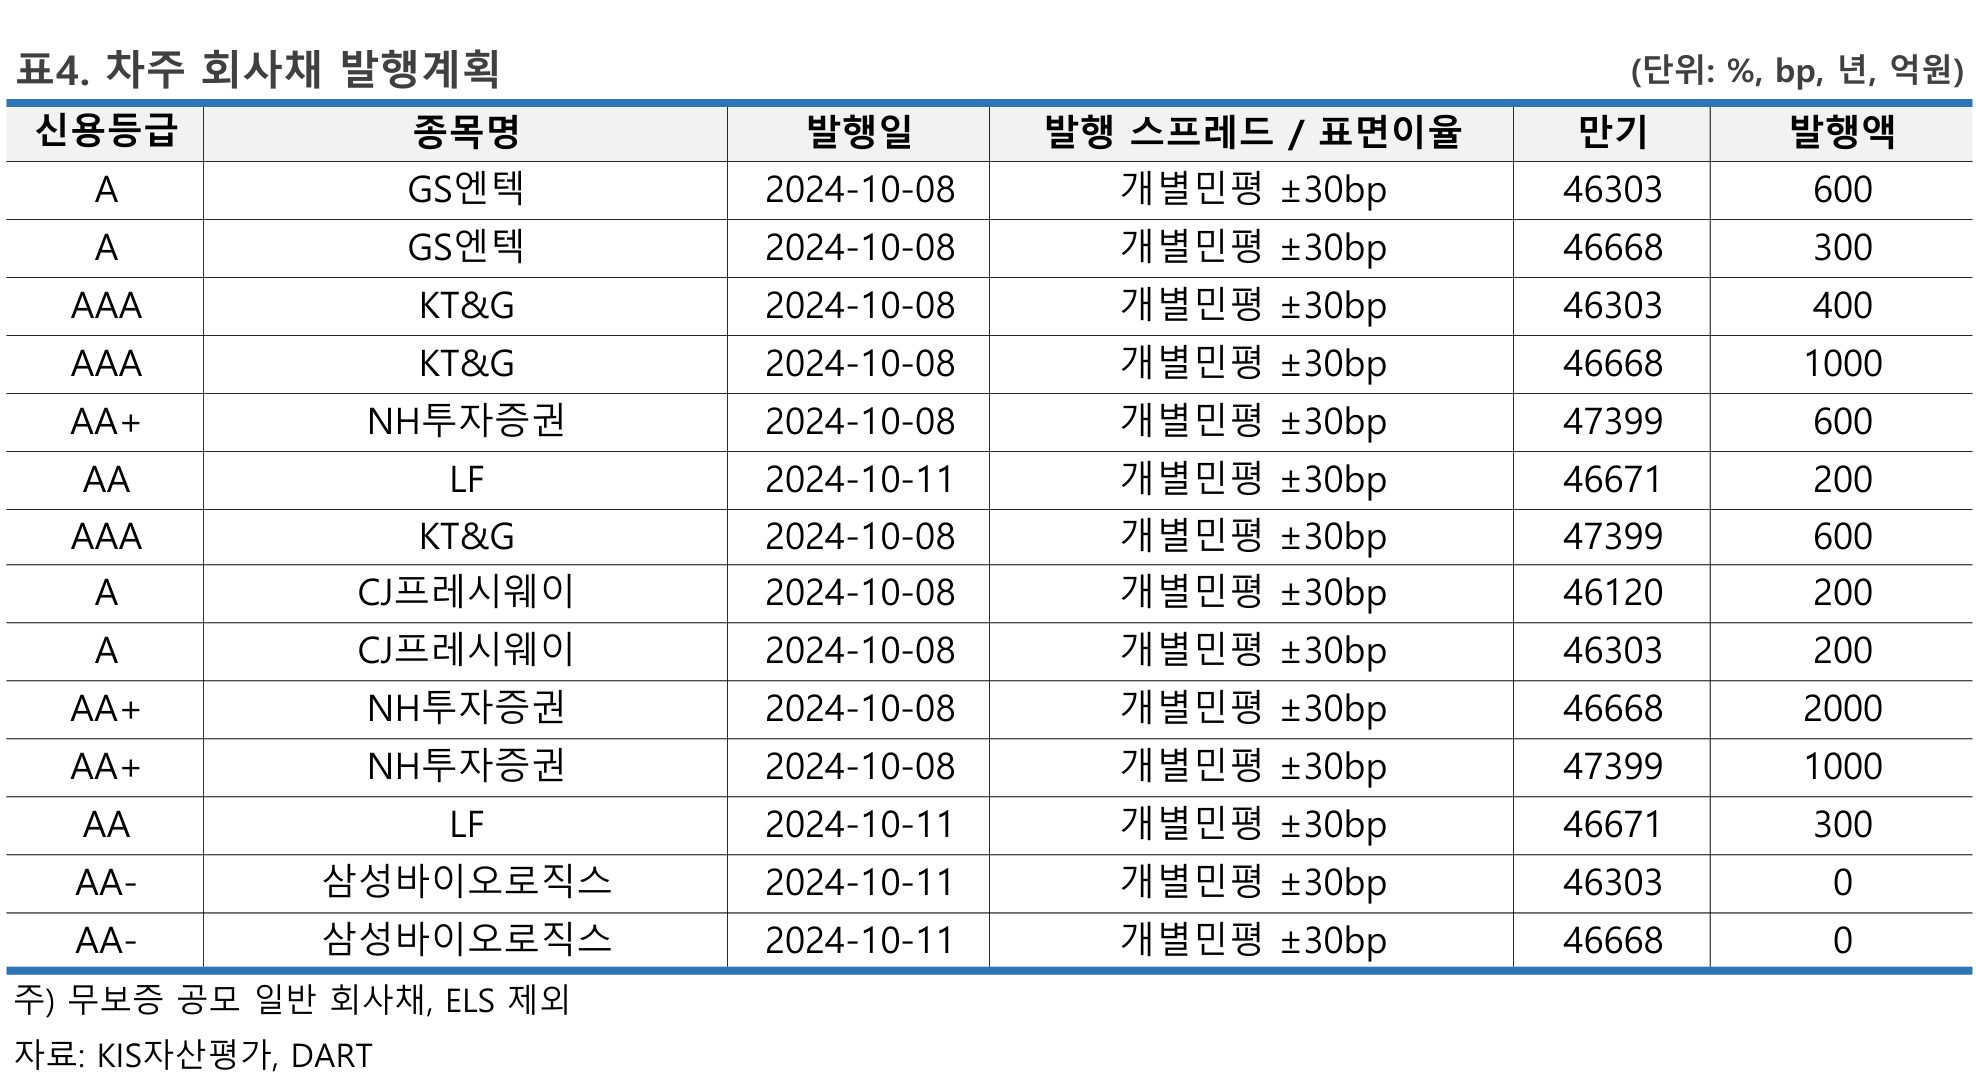 표4. 차주 회사채 발행계획 (단위: %, bp, 년, 억원)
신용등급 종목명 발행일 발행 스프레드 / 표면이율 만기 발행액
A GS엔텍 2024-10-08 개별민평 ±30bp 46303 600
A GS엔텍 2024-10-08 개별민평 ±30bp 46668 300
AAA KT&G 2024-10-08 개별민평 ±30bp 46303 400
AAA KT&G 2024-10-08 개별민평 ±30bp 46668 1000
AA+ NH투자증권 2024-10-08 개별민평 ±30bp 47399 600
AA LF 2024-10-11 개별민평 ±30bp 46671 200
AAA KT&G 2024-10-08 개별민평 ±30bp 47399 600
A CJ프레시웨이 2024-10-08 개별민평 ±30bp 46120 200
A CJ프레시웨이 2024-10-08 개별민평 ±30bp 46303 200
AA+ NH투자증권 2024-10-08 개별민평 ±30bp 46668 2000
AA+ NH투자증권 2024-10-08 개별민평 ±30bp 47399 1000
AA LF 2024-10-11 개별민평 ±30bp 46671 300
AA- 삼성바이오로직스 2024-10-11 개별민평 ±30bp 46303 0
AA- 삼성바이오로직스 2024-10-11 개별민평 ±30bp 46668 0
주) 무보증 공모 일반 회사채, ELS 제외
자료: KIS자산평가, DART